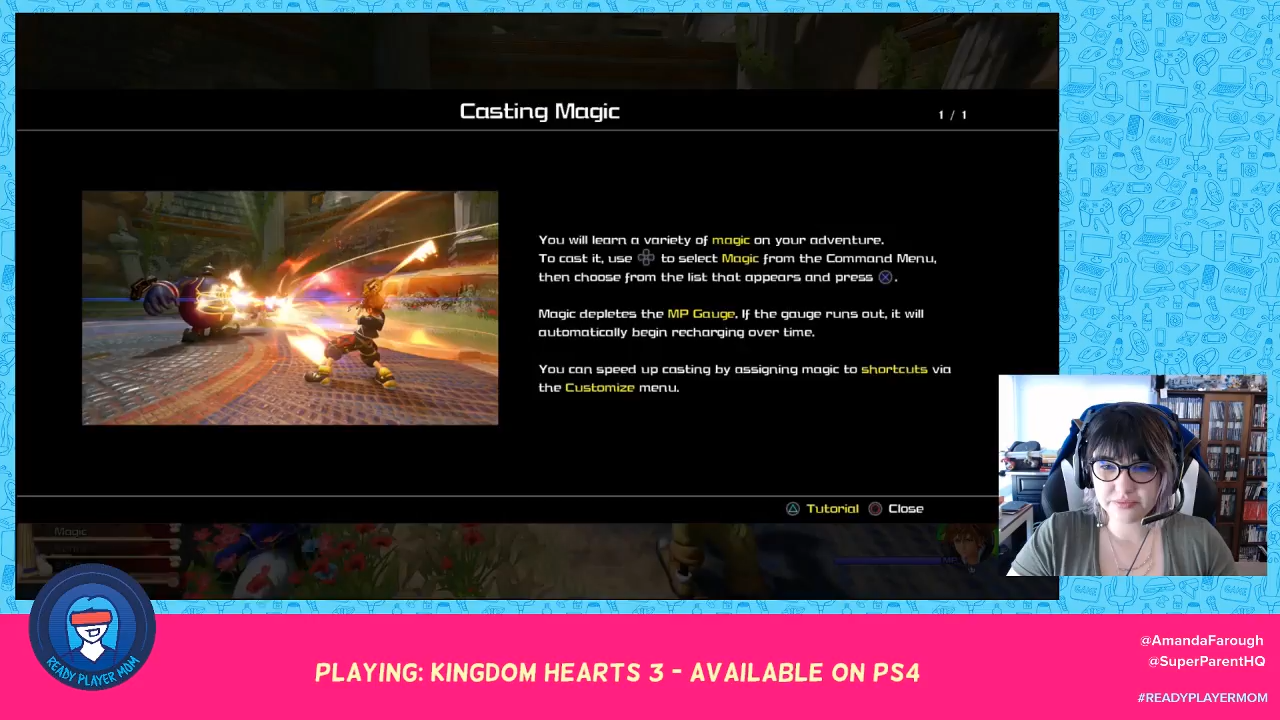 Casting Magic
1 / 1
You will learn a variety of magic on your adventure.
To cast it, use to select Magic from the Command Menu,
then choose from the list that appears and press .
Magic depletes the MP Gauge. If the gauge runs out, it will
automatically begin recharging over time.
You can speed up casting by assigning magic to shortcuts via
the Customize menu.
Tutorial Close
Magic
READY PLAYER MOM
PLAYING: KINGDOM HEARTS 3 - AVAILABLE ON PS4
@AmandaFarough
@SuperParentHQ
#READYPLAYERMOM